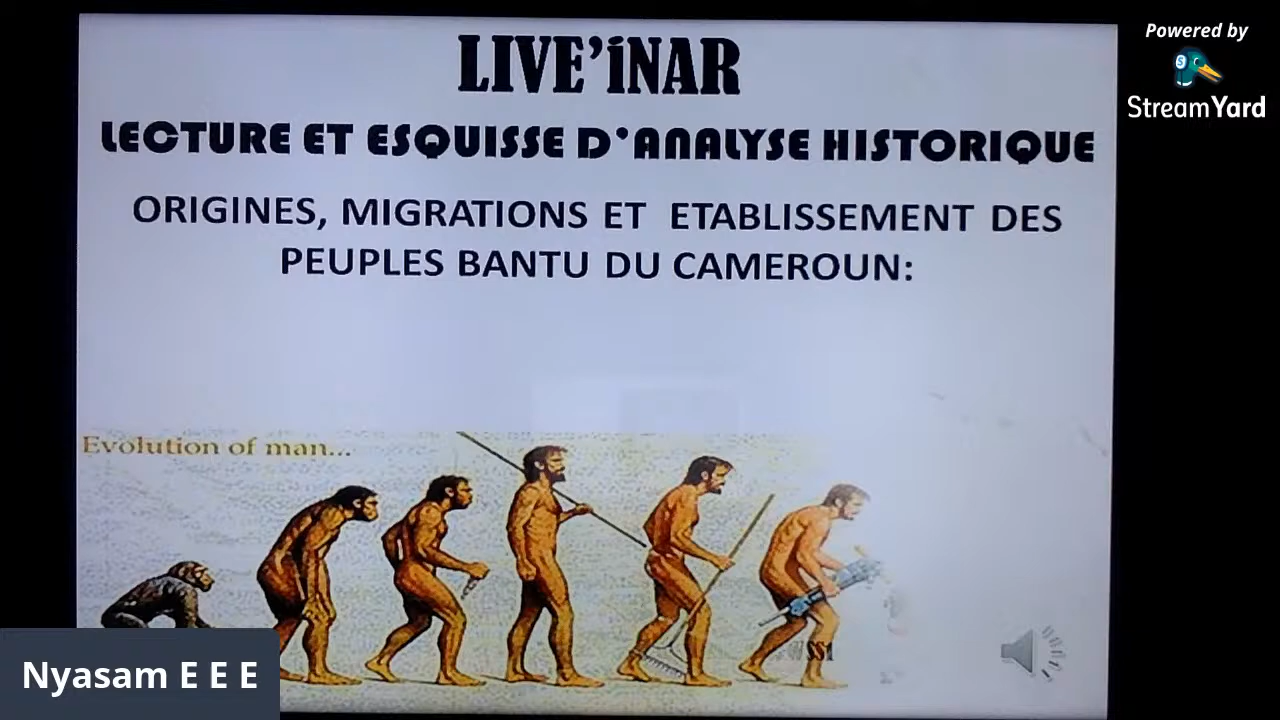 LIVE'iNAR
LECTURE ET ESQUISSE D'ANALYSE HISTORIQUE
ORIGINES, MIGRATIONS ET ETABLISSEMENT DES
PEUPLES BANTU DU CAMEROUN:
Evolution of man...
Nyasam E E E
Powered by
StreamYard